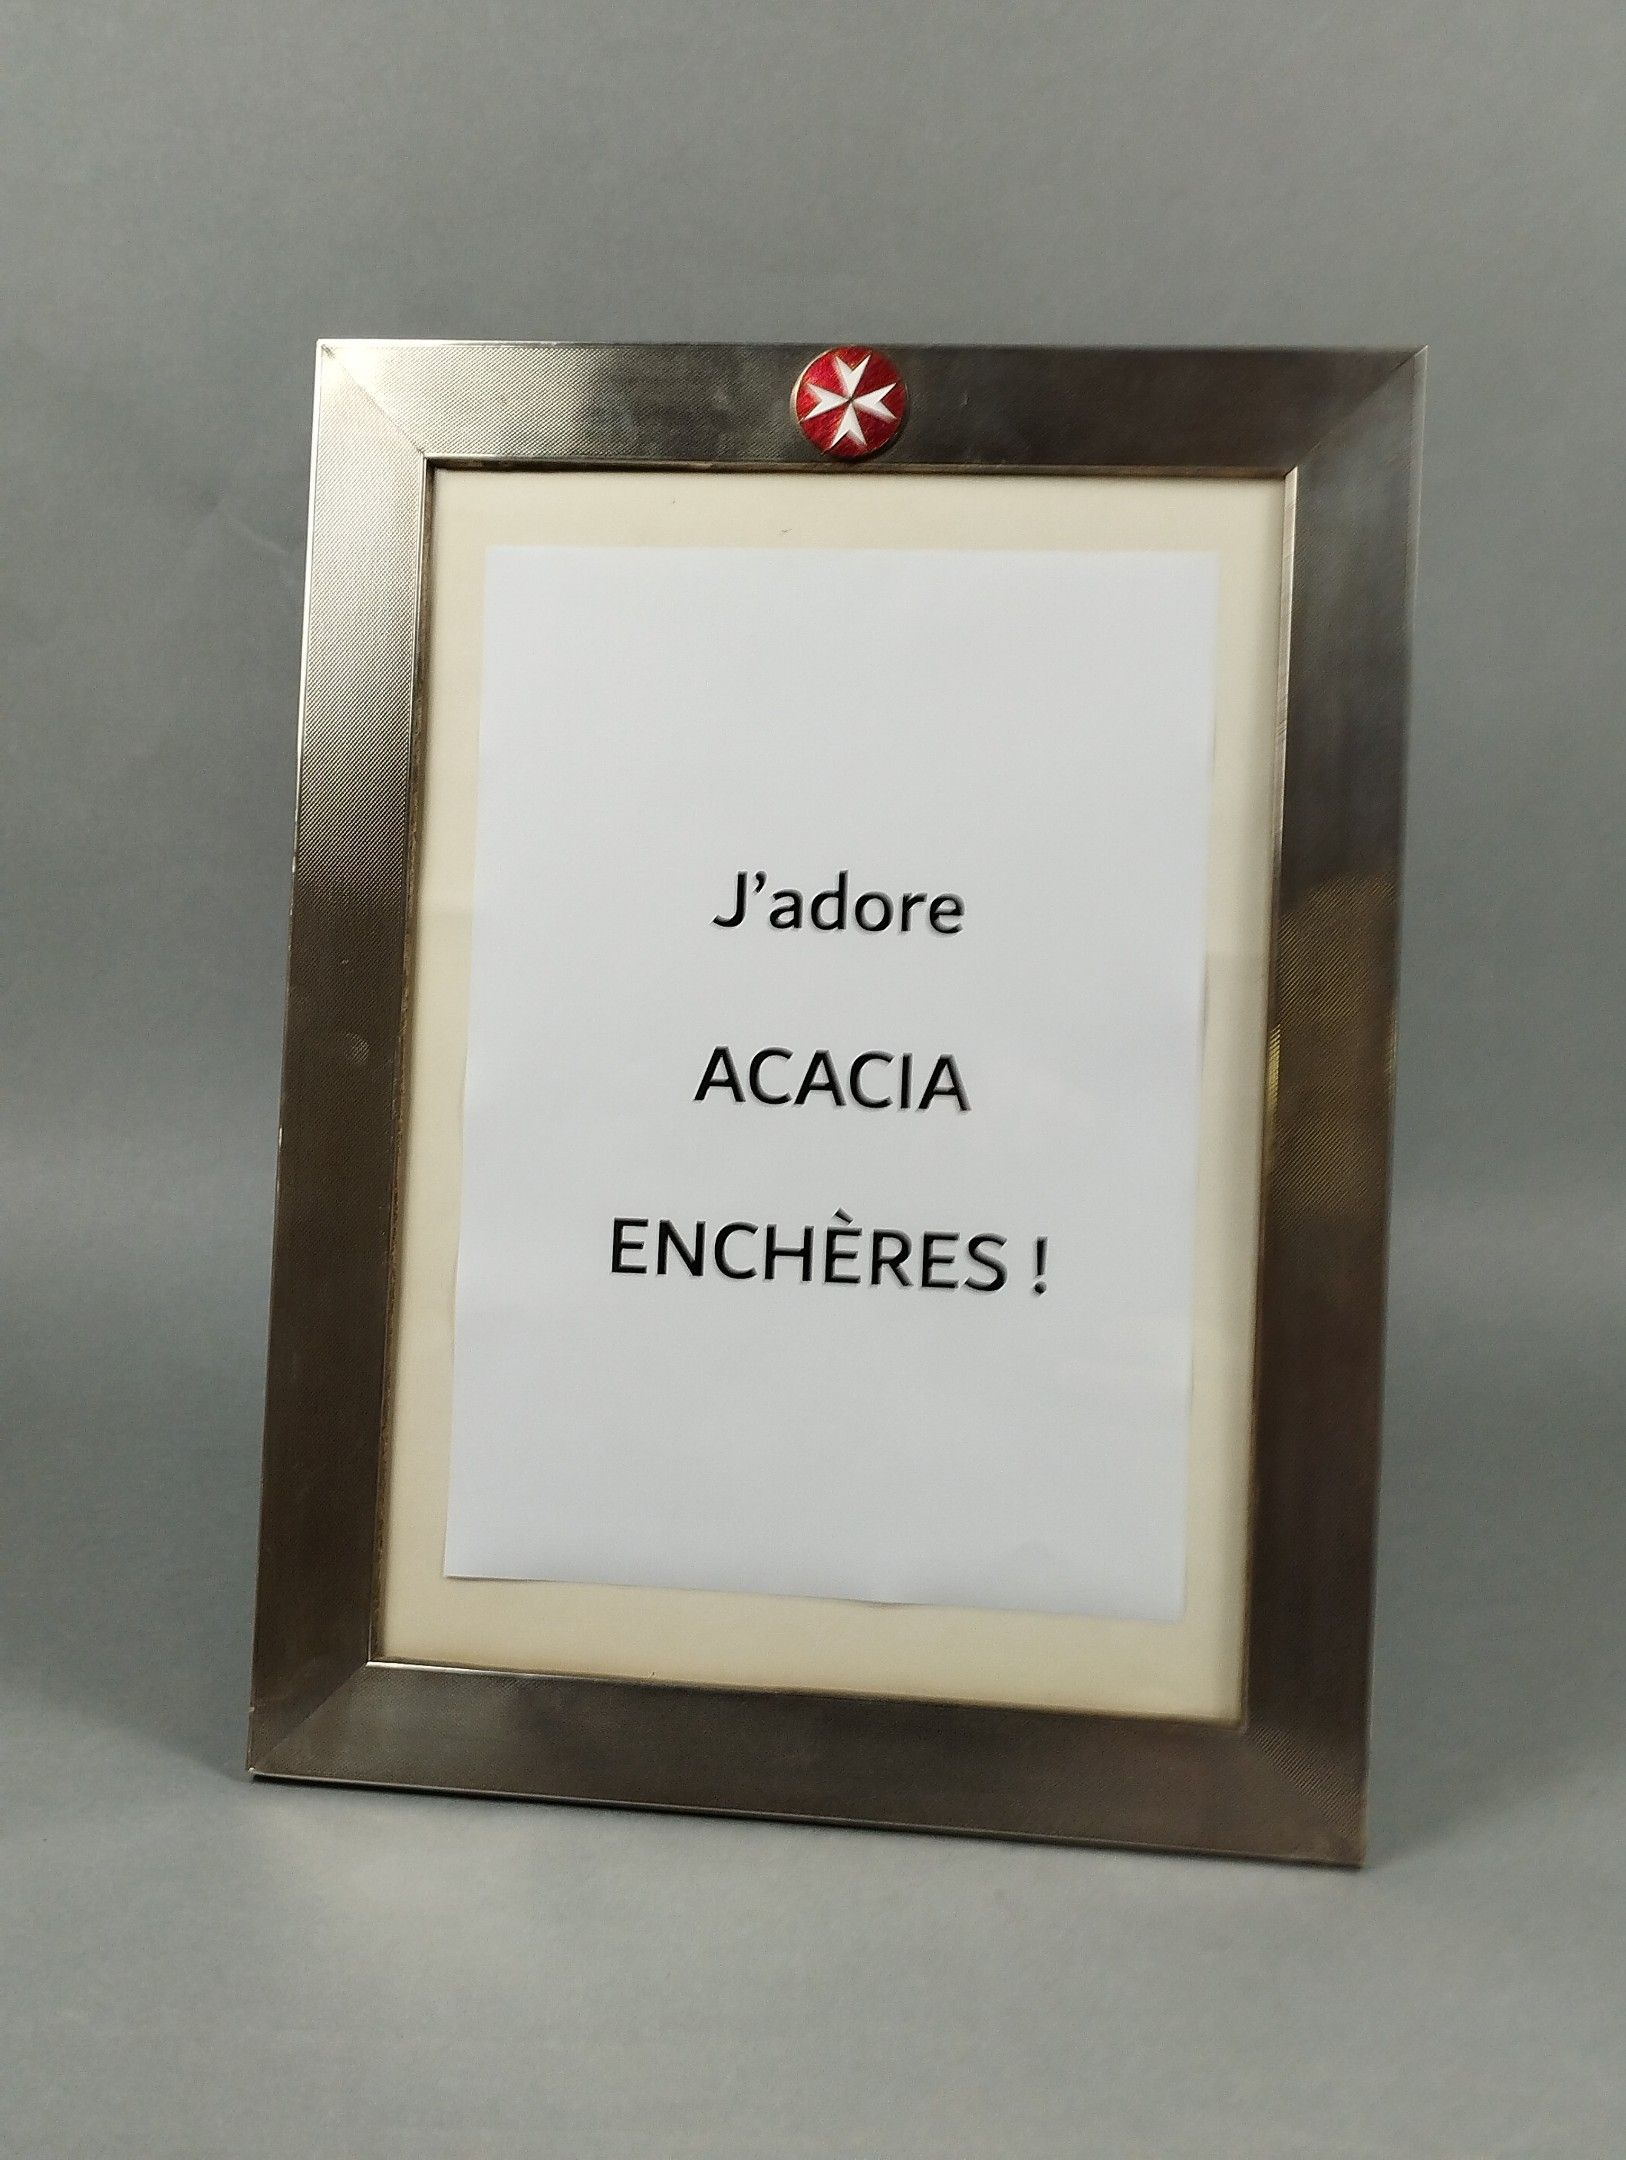 J’adore
ACACIA
ENCHÈRES !